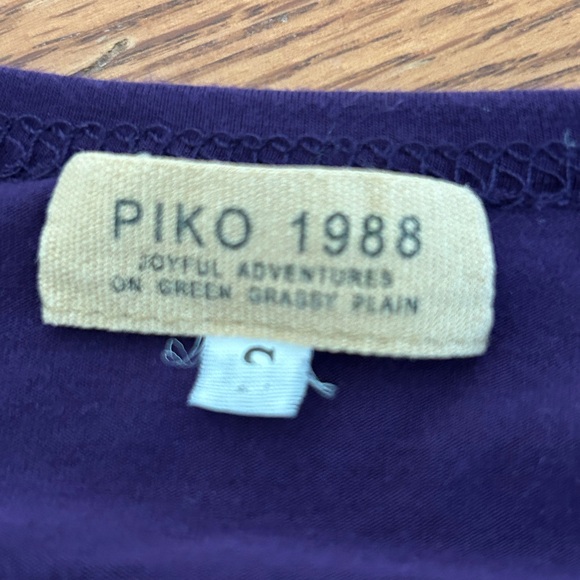 PIKO 1988
JOYFUL ADVENTURES
ON GREEN GRASSY PLAIN